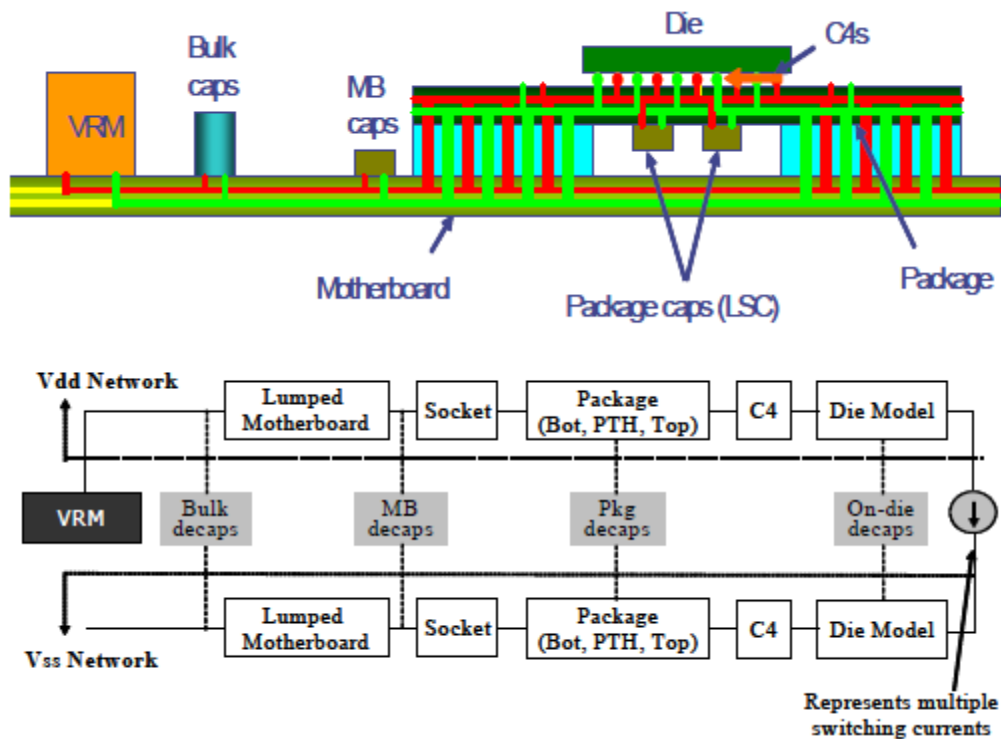 Die
C4s
Bulk
caps
MB
caps
VRM
Motherboard
Package caps (LSC)
Package
Vdd Network
Lumped
Motherboard
Socket
Package
(Bot, PTH, Top)
C4
Die Model
VRM
Bulk
decaps
MB
decaps
Pkg
decaps
On-die
decaps
Lumped
Motherboard
Socket
Package
(Bot, PTH, Top)
C4
Die Model
Vss Network
Represents multiple
switching currents